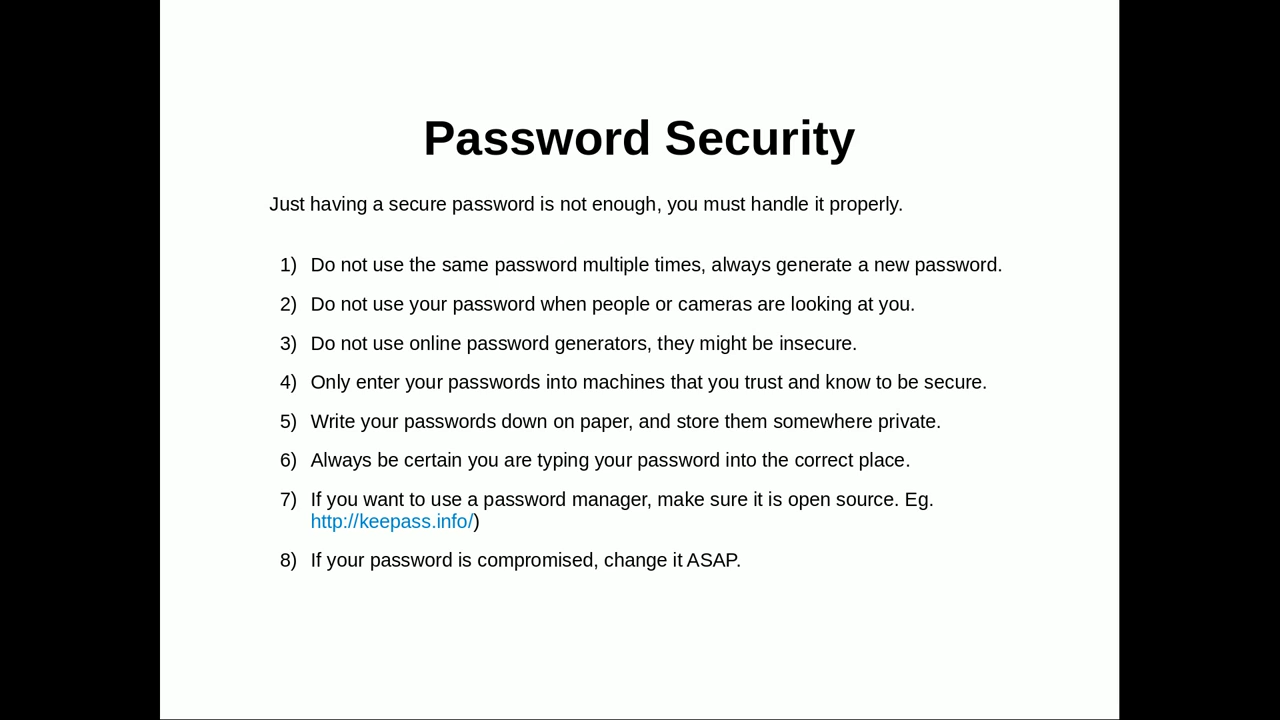 Password Security
Just having a secure password is not enough, you must handle it properly.
1) Do not use the same password multiple times, always generate a new password.
2) Do not use your password when people or cameras are looking at you.
3) Do not use online password generators, they might be insecure.
4) Only enter your passwords into machines that you trust and know to be secure.
5) Write your passwords down on paper, and store them somewhere private.
6) Always be certain you are typing your password into the correct place.
7) If you want to use a password manager, make sure it is open source. Eg.
http://keepass.info/)
8) If your password is compromised, change it ASAP.